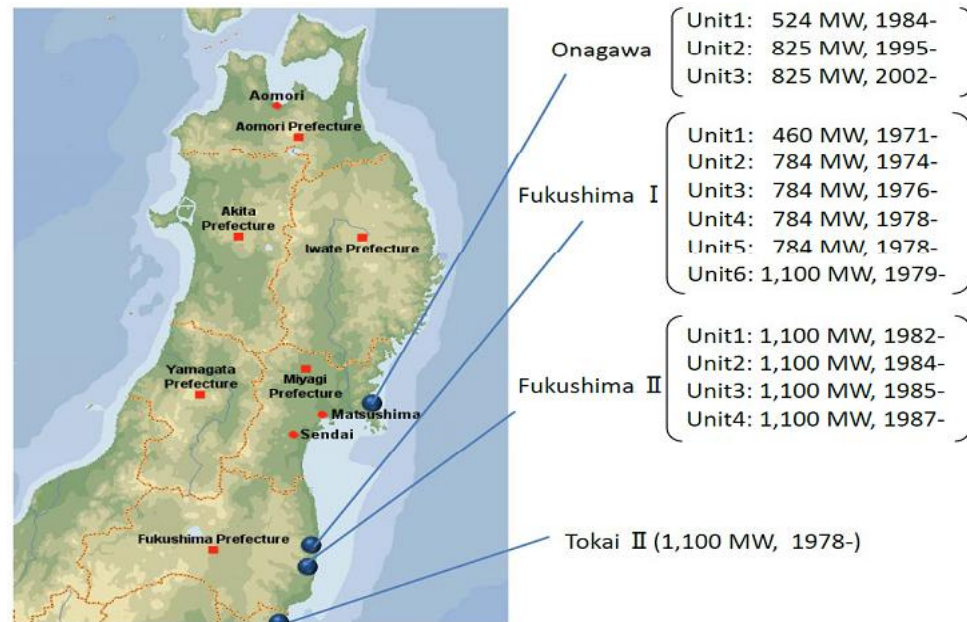 Aomori
Aomori Prefecture
Akita
Prefecture
Iwate Prefecture
Yamagata
Prefecture
Miyagi
Prefecture
Matsushima
Sendai
Fukushima Prefecture
Onagawa
Unit1: 524 MW, 1984-
Unit2: 825 MW, 1995-
Unit3: 825 MW, 2002-
Fukushima Ⅰ
Unit1: 460 MW, 1971-
Unit2: 784 MW, 1974-
Unit3: 784 MW, 1976-
Unit4: 784 MW, 1978-
Unit5: 784 MW, 1978-
Unit6: 1,100 MW, 1979-
Fukushima Ⅱ
Unit1: 1,100 MW, 1982-
Unit2: 1,100 MW, 1984-
Unit3: 1,100 MW, 1985-
Unit4: 1,100 MW, 1987-
Tokai Ⅱ (1,100 MW, 1978-)